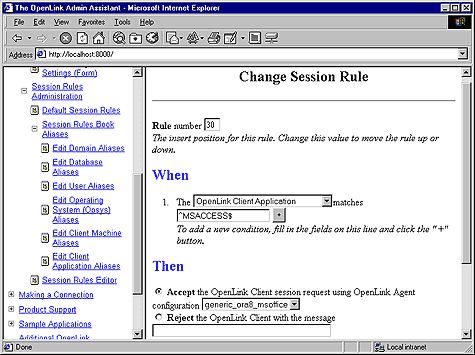 The OpenLink Admin Assistant - Microsoft Internet Explorer
File Edit View Favorites Tools Help
Address http://localhost:8000/
Settings (Form)
Session Rules
Administration
Default Session Rules
Session Rules Book
Aliases
Edit Domain Aliases
Edit Database
Aliases
Edit User Aliases
Edit Operating
System (Opsys)
Aliases
Edit Client Machine
Aliases
Edit Client
Application Aliases
Session Rules Editor
Making a Connection
Product Support
Sample Applications
Additional OpenLink
Change Session Rule
Rule number 30
The insert position for this rule. Change this value to move the rule up or
down.
When
1. The OpenLink Client Application matches
^MSACCESS$ +
To add a new condition, fill in the fields on this line and click the "+"
button.
Then
Accept the OpenLink Client session request using OpenLink Agent
configuration generic_ora8_msoffice
Reject the OpenLink Client with the message
Done Local intranet